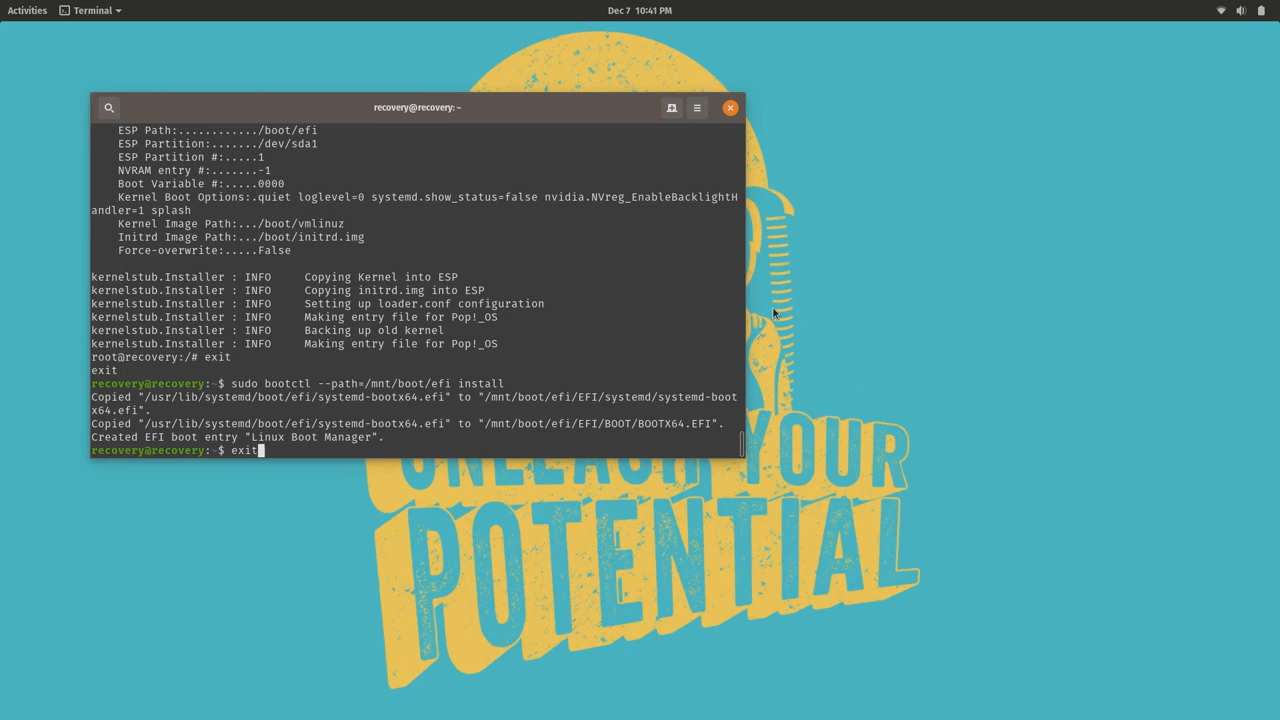 Activities Terminal Dec 7 10:41 PM
recovery@recovery: ~
ESP Path:............/boot/efi
ESP Partition:......./dev/sda1
ESP Partition #:.....1
NVRAM entry #:.......-1
Boot Variable #:.....0000
Kernel Boot Options:.quiet loglevel=0 systemd.show_status=false nvidia.NVreg_EnableBacklightH
andler=1 splash
Kernel Image Path:.../boot/vmlinuz
Initrd Image Path:.../boot/initrd.img
Force-overwrite:.....False
kernelstub.Installer : INFO     Copying Kernel into ESP
kernelstub.Installer : INFO     Copying initrd.img into ESP
kernelstub.Installer : INFO     Setting up loader.conf configuration
kernelstub.Installer : INFO     Making entry file for Pop!_OS
kernelstub.Installer : INFO     Backing up old kernel
kernelstub.Installer : INFO     Making entry file for Pop!_OS
root@recovery:/# exit
exit
recovery@recovery:~$ sudo bootctl --path=/mnt/boot/efi install
Copied "/usr/lib/systemd/boot/efi/systemd-bootx64.efi" to "/mnt/boot/efi/EFI/systemd/systemd-boot
x64.efi".
Copied "/usr/lib/systemd/boot/efi/systemd-bootx64.efi" to "/mnt/boot/efi/EFI/BOOT/BOOTX64.EFI".
Created EFI boot entry "Linux Boot Manager".
recovery@recovery:~$ exit
UNLEASH YOUR
POTENTIAL